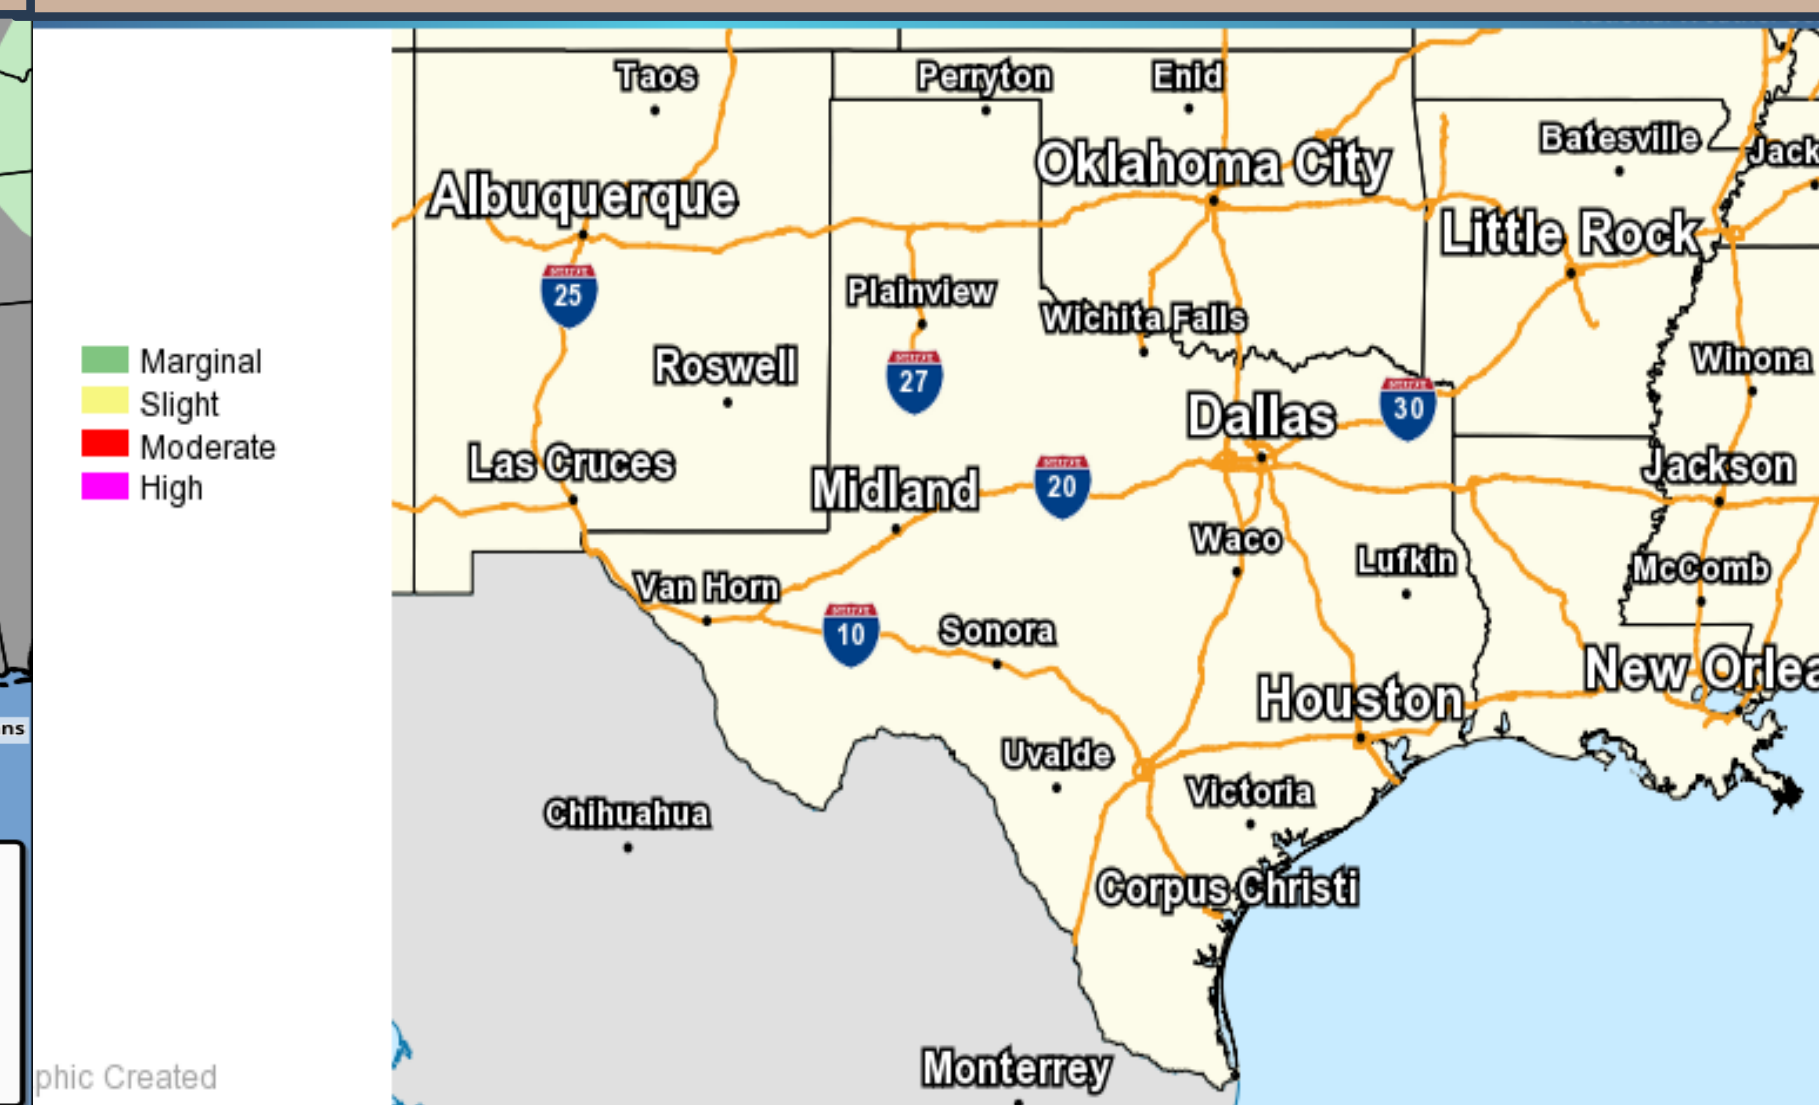 Taos
Perryton
Enid
Batesville
Jack
Oklahoma City
Albuquerque
Little Rock
25
Plainview
Wichita Falls
Winona
Marginal
Slight
Moderate
High
Roswell
27
30
Dallas
Las Cruces
Midland
20
Jackson
Waco
Lufkin
McComb
Van Horn
10
Sonora
New Orlea
Houston
ns
Uvalde
Victoria
Chihuahua
Corpus Christi
Monterrey
phic Created